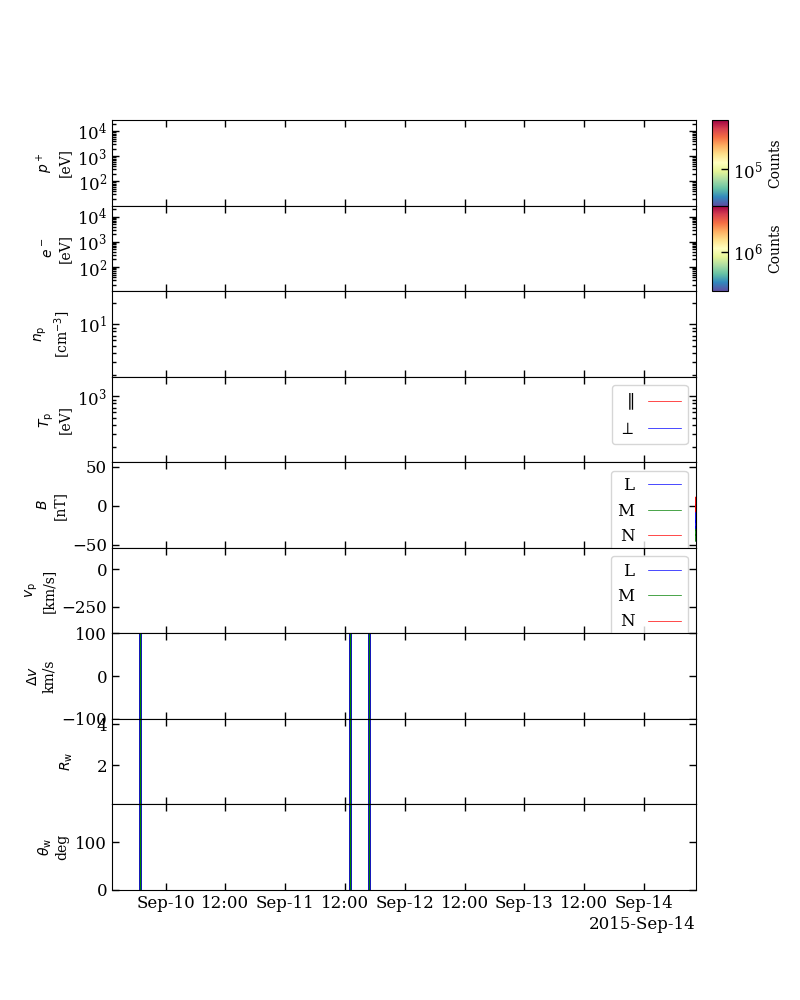 p⁺
[eV]
10⁴
10³
10²
10⁵
Counts
e⁻
[eV]
10⁴
10³
10²
10⁶
Counts
nₚ
[cm⁻³]
10¹
Tₚ
[eV]
10³
∥
⊥
B
[nT]
50
0
−50
L
M
N
vₚ
[km/s]
0
−250
L
M
N
Δv
km/s
100
0
−100
R_w
4
2
θ_w
deg
100
0
Sep-10 12:00 Sep-11 12:00 Sep-12 12:00 Sep-13 12:00 Sep-14
2015-Sep-14